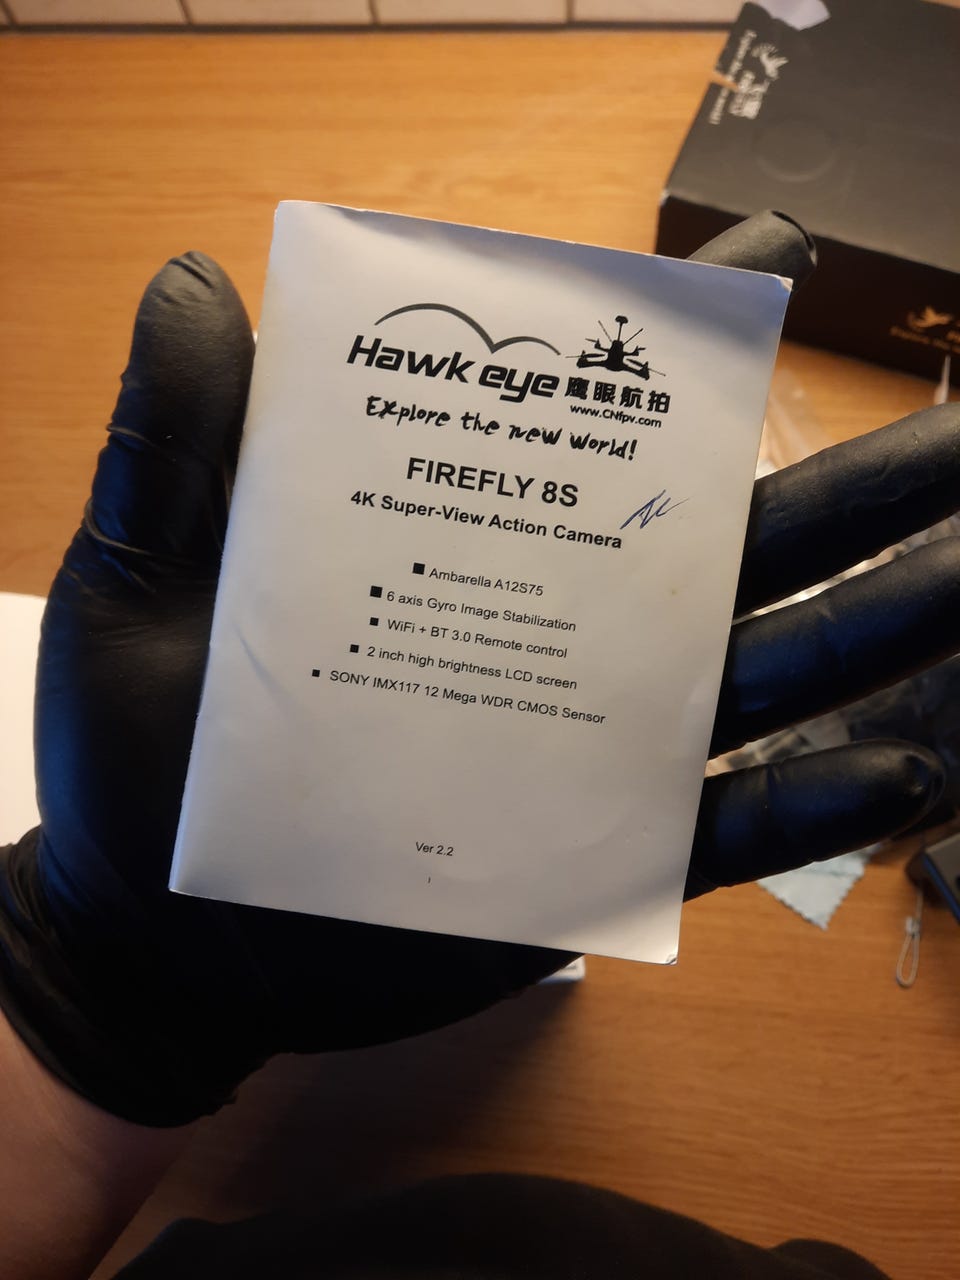 Hawk eye 鹰眼航拍
www.CNfpv.com
Explore the new world!
FIREFLY 8S
4K Super-View Action Camera
■ Ambarella A12S75
■ 6 axis Gyro Image Stabilization
■ WiFi + BT 3.0 Remote control
■ 2 inch high brightness LCD screen
■ SONY IMX117 12 Mega WDR CMOS Sensor
Ver 2.2